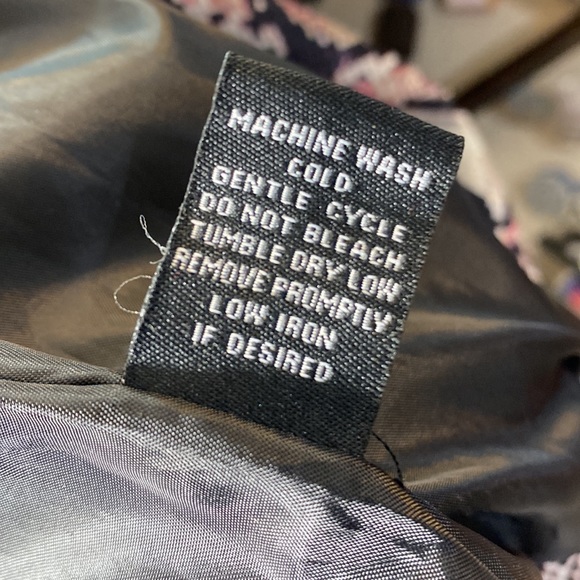 MACHINE WASH
COLD
GENTLE CYCLE
DO NOT BLEACH
TUMBLE DRY LOW
REMOVE PROMPTLY
LOW IRON
IF DESIRED